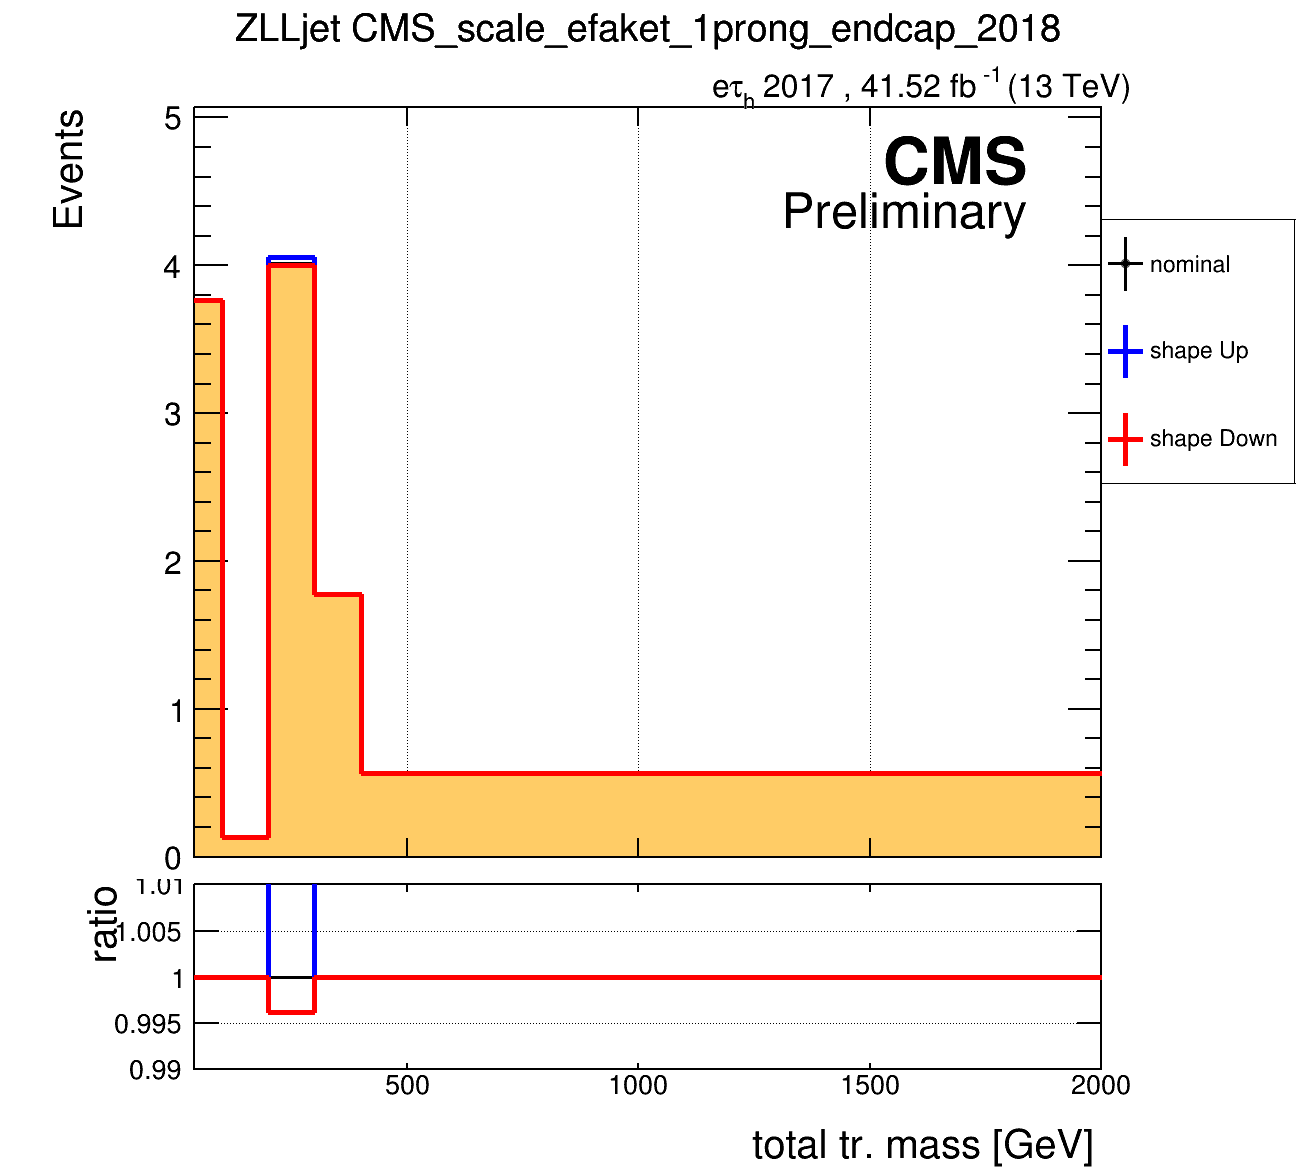 ZLLjet CMS_scale_efaket_1prong_endcap_2018
eτh 2017 , 41.52 fb -1 (13 TeV)
Events
5
4
3
2
1
0
CMS
Preliminary
nominal
shape Up
shape Down
ratio
1.01
1.005
1
0.995
0.99
500
1000
1500
2000
total tr. mass [GeV]